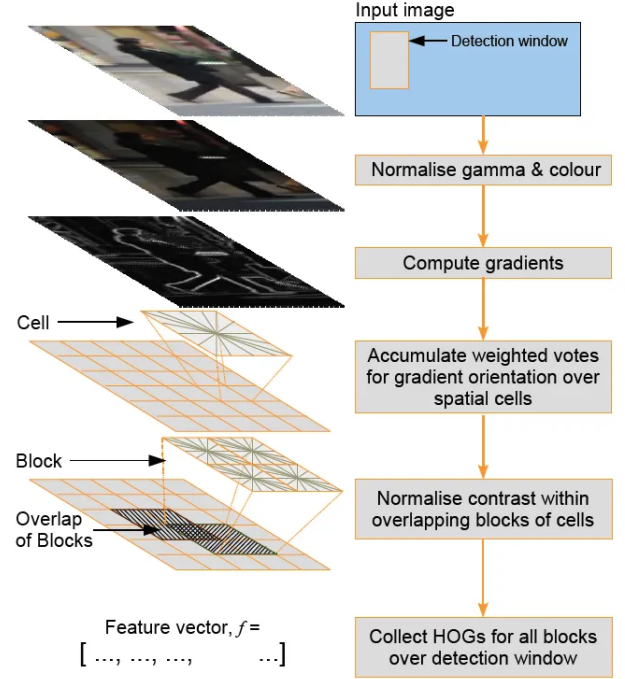 Input image
Detection window
Normalise gamma & colour
Compute gradients
Cell
Accumulate weighted votes
for gradient orientation over
spatial cells
Block
Overlap
of Blocks
Normalise contrast within
overlapping blocks of cells
Feature vector, f =
[ ..., ..., ..., ...]
Collect HOGs for all blocks
over detection window